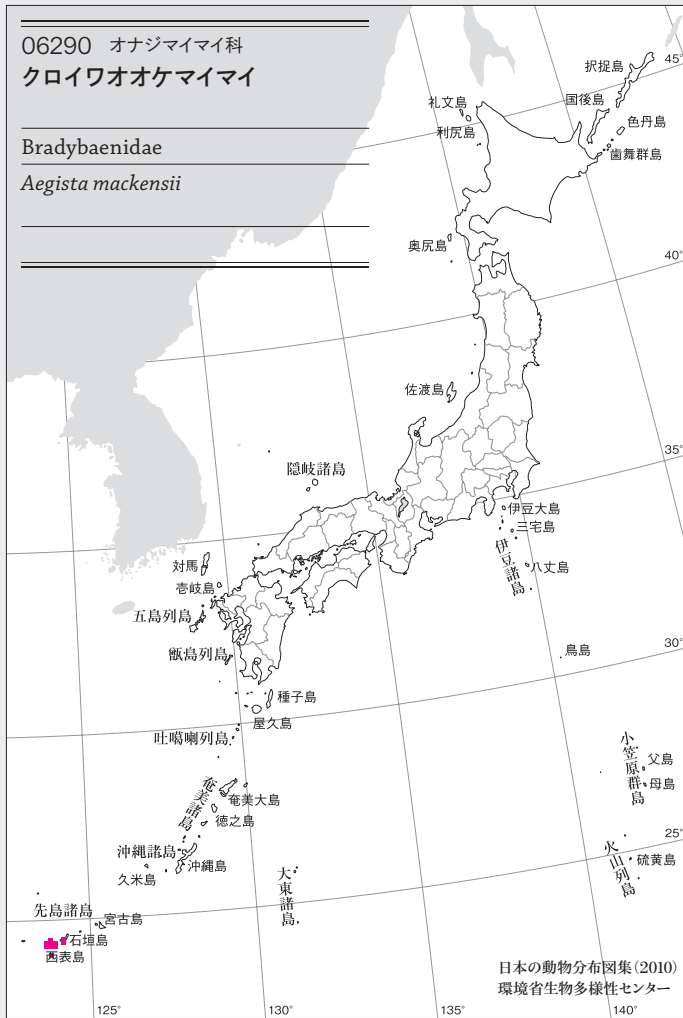 06290 オナジマイマイ科
クロイワオオケマイマイ
Bradybaenidae
Aegista mackensii
択捉島
45°
国後島
礼文島
色丹島
利尻島
歯舞群島
奥尻島
40°
佐渡島
35°
隠岐諸島
伊豆大島
三宅島
伊豆諸島
八丈島
対馬
壱岐島
五島列島
甑島列島
鳥島
30°
種子島
屋久島
吐噶喇列島
小笠原群島
父島
母島
奄美諸島
奄美大島
徳之島
25°
沖縄諸島
沖縄島
久米島
大東諸島
火山列島
硫黄島
先島諸島
宮古島
石垣島
西表島
日本の動物分布図集(2010)
環境省生物多様性センター
125°
130°
135°
140°